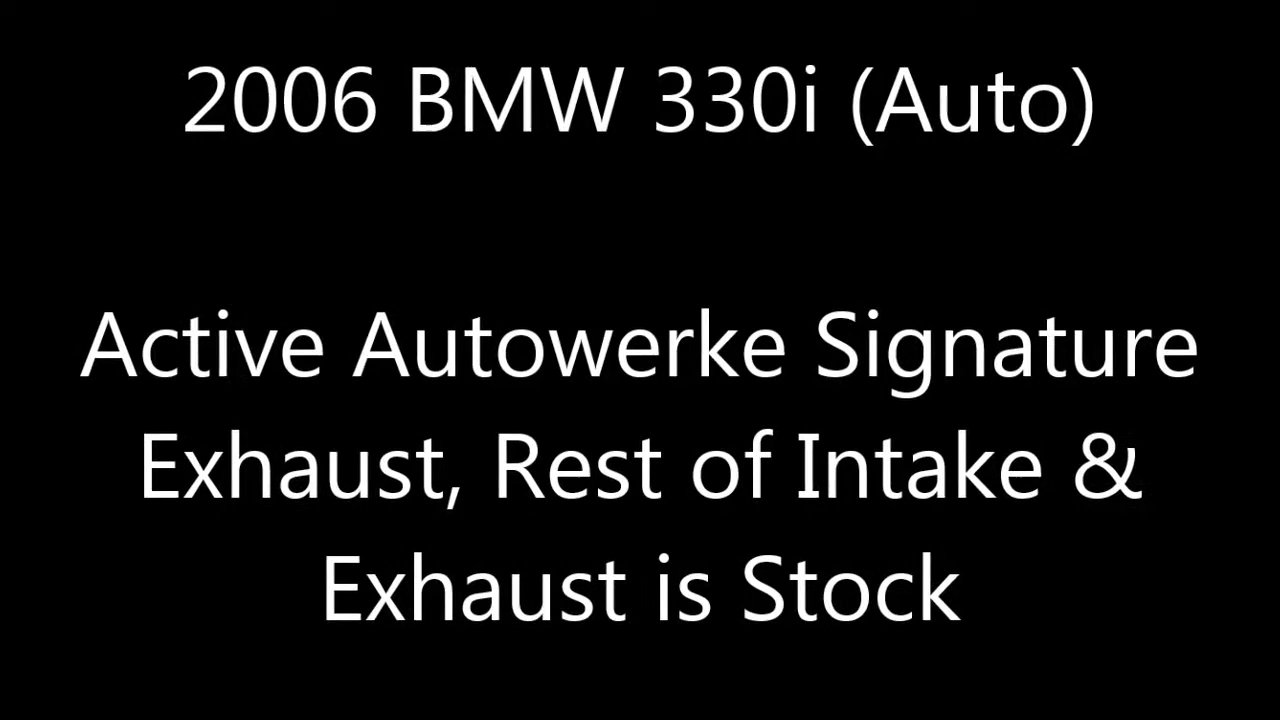 2006 BMW 330i (Auto)
Active Autowerke Signature
Exhaust, Rest of Intake &
Exhaust is Stock